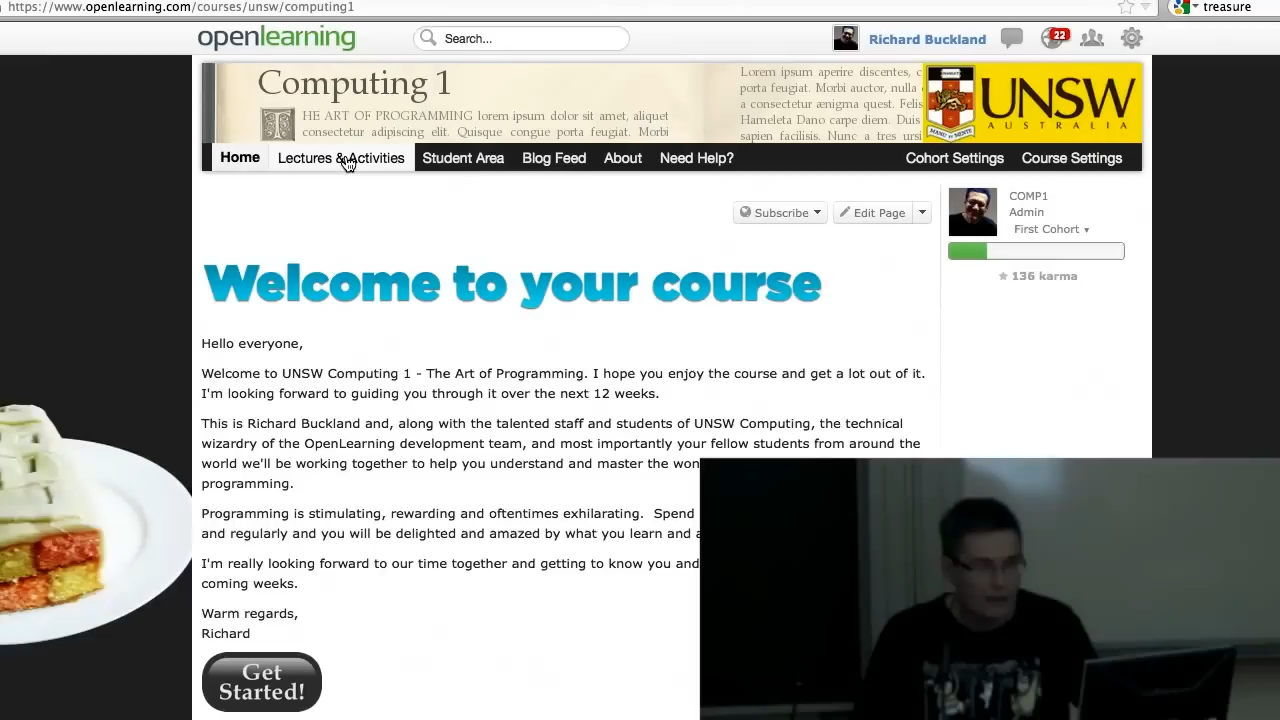 https://www.openlearning.com/courses/unsw/computing1
treasure
openlearning
Search...
Richard Buckland
22
Computing 1
THE ART OF PROGRAMMING lorem ipsum dolor sit amet, aliquet
consectetur adipiscing elit. Quisque congue porta feugiat. Morbi
Lorem ipsum aperire discentes, c
porta feugiat. Morbi auctor, nulla
a consectetur ænigma quest. Felis
Hamleta Dano carpe diem. Duis
sapien facilisis. Nunc a tres ursi
UNSW
AUSTRALIA
Home
Lectures & Activities
Student Area
Blog Feed
About
Need Help?
Cohort Settings
Course Settings
Subscribe
Edit Page
COMP1
Admin
First Cohort
136 karma
Welcome to your course
Hello everyone,
Welcome to UNSW Computing 1 - The Art of Programming. I hope you enjoy the course and get a lot out of it.
I'm looking forward to guiding you through it over the next 12 weeks.
This is Richard Buckland and, along with the talented staff and students of UNSW Computing, the technical
wizardry of the OpenLearning development team, and most importantly your fellow students from around the
world we'll be working together to help you understand and master the won
programming.
Programming is stimulating, rewarding and oftentimes exhilarating. Spend
and regularly and you will be delighted and amazed by what you learn and a
I'm really looking forward to our time together and getting to know you and
coming weeks.
Warm regards,
Richard
Get
Started!